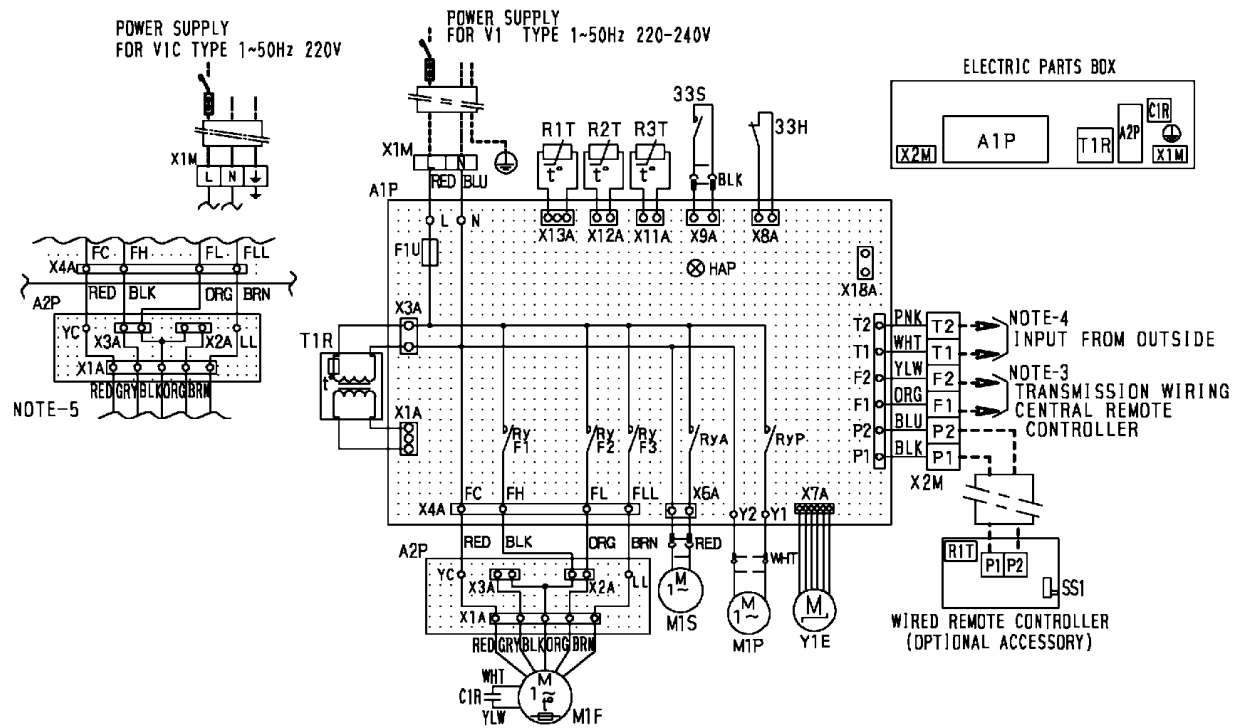 POWER SUPPLY
FOR V1C TYPE 1~50Hz 220V
POWER SUPPLY
FOR V1 TYPE 1~50Hz 220-240V
ELECTRIC PARTS BOX
A1P
T1R
A2P
C1R
X2M
X1M
X1M
L N
X1M
L N
RED BLU
A1P
R1T
R2T
R3T
33S
33H
t°
t°
t°
BLK
L
N
X13A
X12A
X11A
X9A
X8A
F1U
HAP
X18A
FC
FH
FL
FLL
X4A
RED
BLK
ORG
BRN
A2P
YC
X3A
X2A
LL
X1A
RED GRY BLK ORG BRN
NOTE-5
X3A
T1R
t°
X1A
T2
PNK
T2
NOTE-4
INPUT FROM OUTSIDE
T1
WHT
T1
F2
YLW
F2
NOTE-3
TRANSMISSION WIRING
CENTRAL REMOTE
CONTROLLER
F1
ORG
F1
P2
BLU
P2
P1
BLK
P1
X2M
Ry
F1
Ry
F2
Ry
F3
RyA
RyP
FC
FH
FL
FLL
X6A
X7A
X4A
Y2
Y1
RED
BLK
ORG
BRN
RED
WHT
A2P
YC
X3A
X2A
LL
X1A
RED GRY BLK ORG BRN
M
1~
M1S
M
1~
M1P
M
Y1E
R1T
P1 P2
SS1
WIRED REMOTE CONTROLLER
(OPTIONAL ACCESSORY)
WHT
C1R
YLW
M
1~
t°
M1F